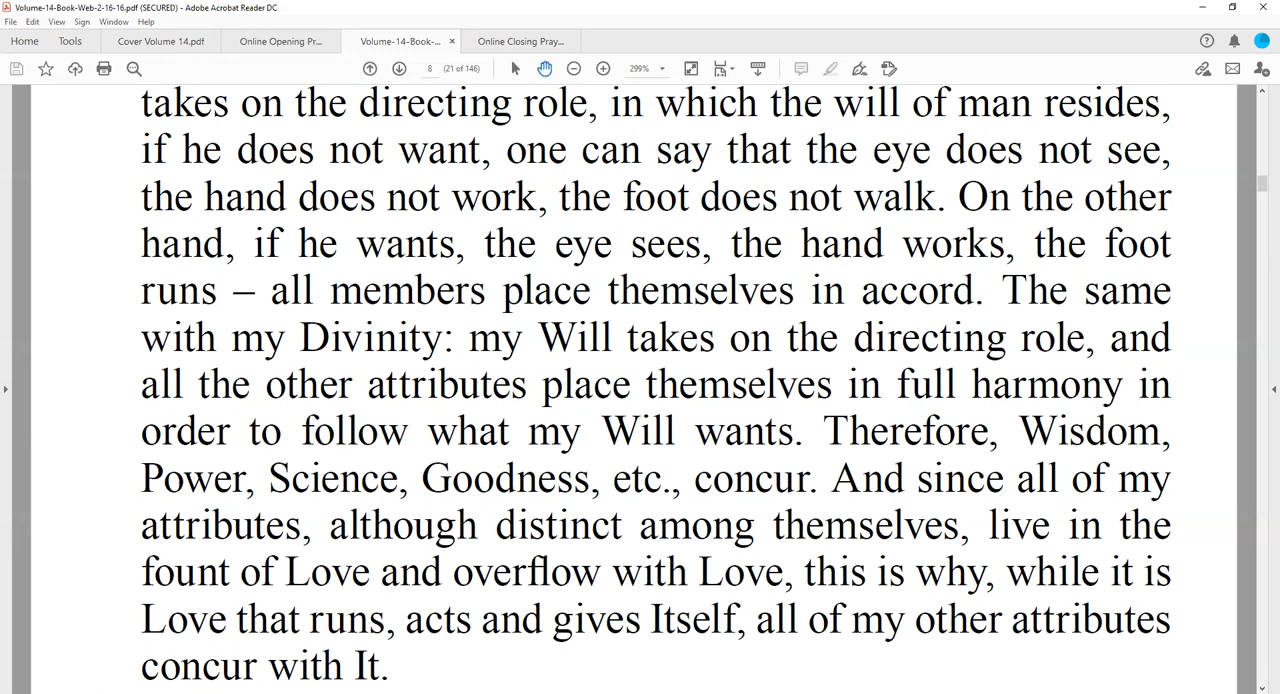 Volume-14-Book-Web-2-16-16.pdf (SECURED) - Adobe Acrobat Reader DC
File Edit View Sign Window Help
Home Tools Cover Volume 14.pdf Online Opening Pr... Volume-14-Book-... × Online Closing Pray...
8 (21 of 146) 299%
takes on the directing role, in which the will of man resides,
if he does not want, one can say that the eye does not see,
the hand does not work, the foot does not walk. On the other
hand, if he wants, the eye sees, the hand works, the foot
runs – all members place themselves in accord. The same
with my Divinity: my Will takes on the directing role, and
all the other attributes place themselves in full harmony in
order to follow what my Will wants. Therefore, Wisdom,
Power, Science, Goodness, etc., concur. And since all of my
attributes, although distinct among themselves, live in the
fount of Love and overflow with Love, this is why, while it is
Love that runs, acts and gives Itself, all of my other attributes
concur with It.